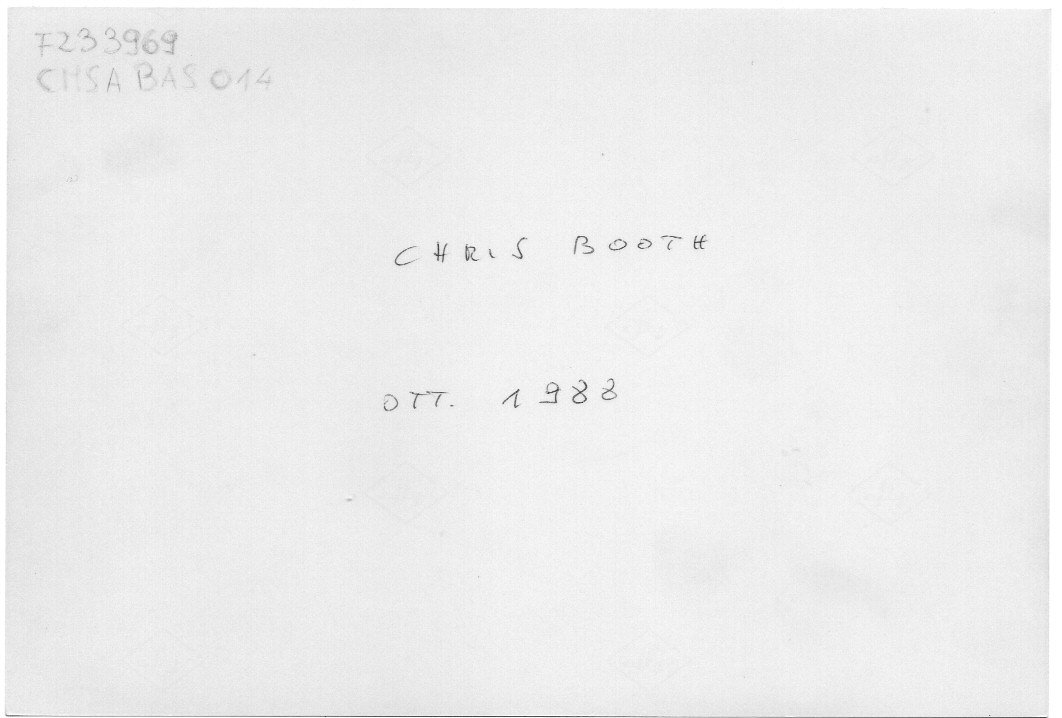 F233969
CHSA BAS 014
CHRIS BOOTH
OTT. 1988